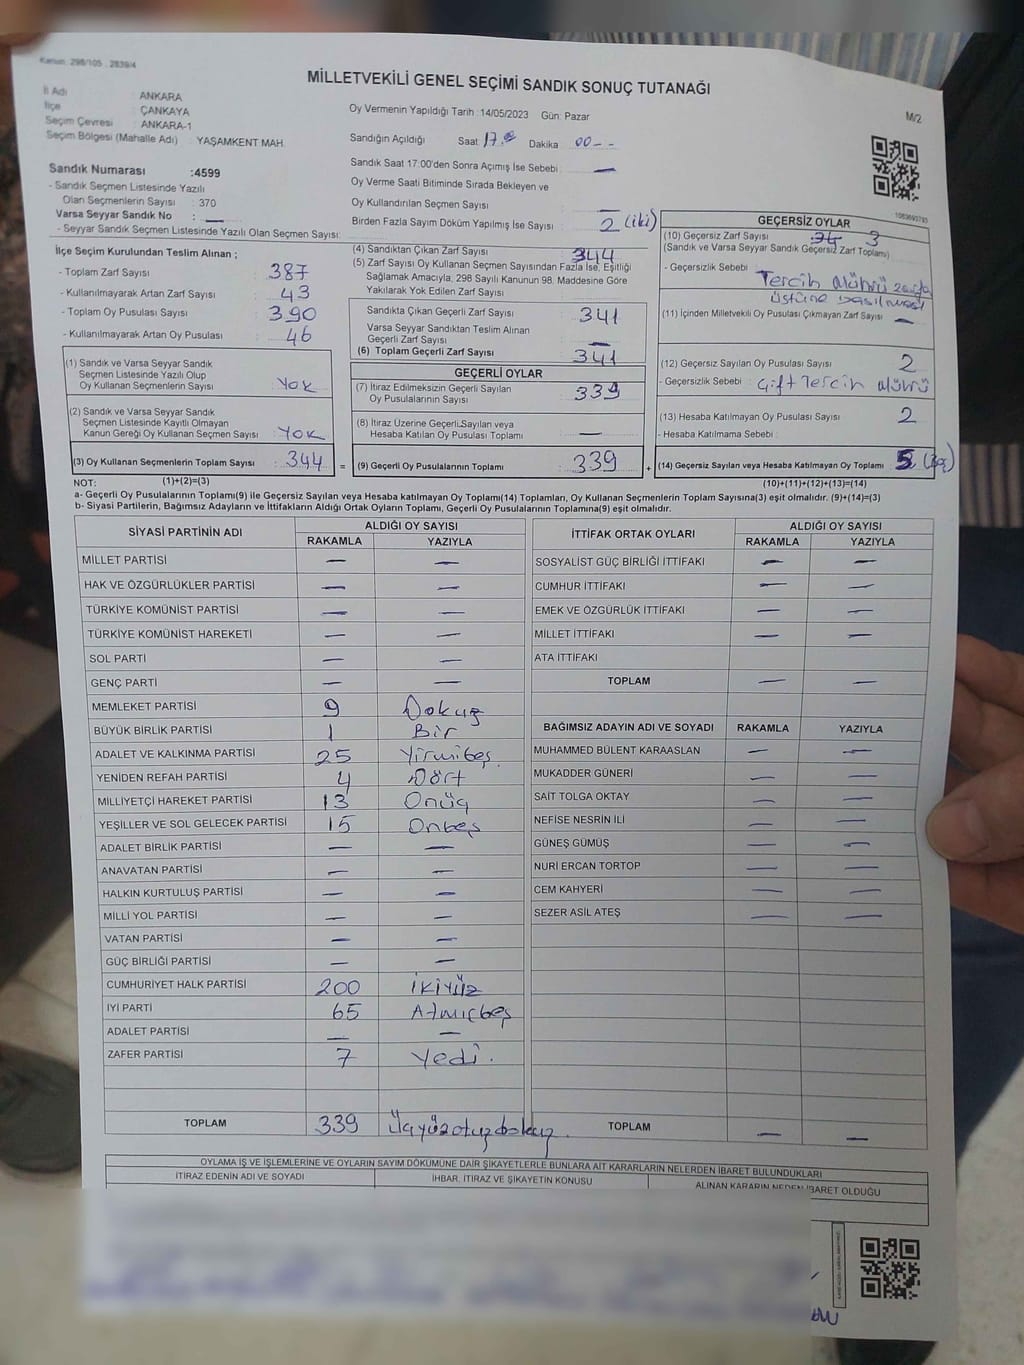 Kanun: 298/105 , 2839/4
MİLLETVEKİLİ GENEL SEÇİMİ SANDIK SONUÇ TUTANAĞI
M/2
İl Adı : ANKARA
İlçe : ÇANKAYA
Seçim Çevresi : ANKARA-1
Seçim Bölgesi (Mahalle Adı) : YAŞAMKENT MAH.
Oy Vermenin Yapıldığı Tarih :14/05/2023 Gün: Pazar
Sandığın Açıldığı Saat 17.00 Dakika 00--
Sandık Saat 17:00'den Sonra Açımış İse Sebebi: —
Oy Verme Saati Bitiminde Sırada Bekleyen ve
Oy Kullandırılan Seçmen Sayısı : —
Birden Fazla Sayım Döküm Yapılmış İse Sayısı : 2 (iki)
Sandık Numarası :4599
- Sandık Seçmen Listesinde Yazılı
Olan Seçmenlerin Sayısı : 370
Varsa Seyyar Sandık No : —
- Seyyar Sandık Seçmen Listesinde Yazılı Olan Seçmen Sayısı:
İlçe Seçim Kurulundan Teslim Alınan ;
- Toplam Zarf Sayısı : 387
- Kullanılmayarak Artan Zarf Sayısı : 43
- Toplam Oy Pusulası Sayısı : 390
- Kullanılmayarak Artan Oy Pusulası : 46
(1) Sandık ve Varsa Seyyar Sandık
Seçmen Listesinde Yazılı Olup
Oy Kullanan Seçmenlerin Sayısı : YOK
(2) Sandık ve Varsa Seyyar Sandık
Seçmen Listesinde Kayıtlı Olmayan
Kanun Gereği Oy Kullanan Seçmen Sayısı : YOK
(3) Oy Kullanan Seçmenlerin Toplam Sayısı : 344 =
(1)+(2)=(3)
(4) Sandıktan Çıkan Zarf Sayısı : 344
(5) Zarf Sayısı Oy Kullanan Seçmen Sayısından Fazla İse, Eşitliği
Sağlamak Amacıyla, 298 Sayılı Kanunun 98. Maddesine Göre
Yakılarak Yok Edilen Zarf Sayısı :
Sandıkta Çıkan Geçerli Zarf Sayısı : 341
Varsa Seyyar Sandıktan Teslim Alınan
Geçerli Zarf Sayısı : —
(6) Toplam Geçerli Zarf Sayısı : 341
GEÇERLİ OYLAR
(7) İtiraz Edilmeksizin Geçerli Sayılan
Oy Pusulalarının Sayısı : 339
(8) İtiraz Üzerine Geçerli Sayılan veya
Hesaba Katılan Oy Pusulası Toplamı : —
(9) Geçerli Oy Pusulalarının Toplamı : 339 +
1083693793
GEÇERSİZ OYLAR
(10) Geçersiz Zarf Sayısı : 3
(Sandık ve Varsa Seyyar Sandık Geçersiz Zarf Toplamı)
- Geçersizlik Sebebi : Tercih Mührü zarfın
üstüne basılması
(11) İçinden Milletvekili Oy Pusulası Çıkmayan Zarf Sayısı : —
(12) Geçersiz Sayılan Oy Pusulası Sayısı : 2
- Geçersizlik Sebebi : Çift Tercih Mührü
(13) Hesaba Katılmayan Oy Pusulası Sayısı : 2
- Hesaba Katılmama Sebebi :
(14) Geçersiz Sayılan veya Hesaba Katılmayan Oy Toplamı : 5
(10)+(11)+(12)+(13)=(14)
NOT:
a- Geçerli Oy Pusulalarının Toplamı(9) ile Geçersiz Sayılan veya Hesaba katılmayan Oy Toplamı(14) Toplamları, Oy Kullanan Seçmenlerin Toplam Sayısına(3) eşit olmalıdır. (9)+(14)=(3)
b- Siyasi Partilerin, Bağımsız Adayların ve İttifakların Aldığı Ortak Oyların Toplamı, Geçerli Oy Pusulalarının Toplamına(9) eşit olmalıdır.
SİYASİ PARTİNİN ADI ALDIĞI OY SAYISI
RAKAMLA YAZIYLA
MİLLET PARTİSİ — —
HAK VE ÖZGÜRLÜKLER PARTİSİ — —
TÜRKİYE KOMÜNİST PARTİSİ — —
TÜRKİYE KOMÜNİST HAREKETİ — —
SOL PARTİ — —
GENÇ PARTİ — —
MEMLEKET PARTİSİ 9 Dokuz
BÜYÜK BİRLİK PARTİSİ 1 Bir
ADALET VE KALKINMA PARTİSİ 25 Yirmibeş
YENİDEN REFAH PARTİSİ 4 Dört
MİLLİYETÇİ HAREKET PARTİSİ 13 Onüç
YEŞİLLER VE SOL GELECEK PARTİSİ 15 Onbeş
ADALET BİRLİK PARTİSİ — —
ANAVATAN PARTİSİ — —
HALKIN KURTULUŞ PARTİSİ — —
MİLLİ YOL PARTİSİ — —
VATAN PARTİSİ — —
GÜÇ BİRLİĞİ PARTİSİ — —
CUMHURİYET HALK PARTİSİ 200 İkiyüz
İYİ PARTİ 65 Atmışbeş
ADALET PARTİSİ — —
ZAFER PARTİSİ 7 Yedi.
TOPLAM 339 Üçyüzotuzdokuz.
İTTİFAK ORTAK OYLARI ALDIĞI OY SAYISI
RAKAMLA YAZIYLA
SOSYALİST GÜÇ BİRLİĞİ İTTİFAKI — —
CUMHUR İTTİFAKI — —
EMEK VE ÖZGÜRLÜK İTTİFAKI — —
MİLLET İTTİFAKI — —
ATA İTTİFAKI
TOPLAM — —
BAĞIMSIZ ADAYIN ADI VE SOYADI RAKAMLA YAZIYLA
MUHAMMED BÜLENT KARAASLAN — —
MUKADDER GÜNERİ — —
SAİT TOLGA OKTAY — —
NEFİSE NESRİN İLİ — —
GÜNEŞ GÜMÜŞ — —
NURİ ERCAN TORTOP — —
CEM KAHYERİ — —
SEZER ASİL ATEŞ — —
TOPLAM — —
OYLAMA İŞ VE İŞLEMLERİNE VE OYLARIN SAYIM DÖKÜMÜNE DAİR ŞİKAYETLERLE BUNLARA AİT KARARLARIN NELERDEN İBARET BULUNDUKLARI
İTİRAZ EDENİN ADI VE SOYADI İHBAR, İTİRAZ VE ŞİKAYETİN KONUSU ALINAN KARARIN NEDEN İBARET OLDUĞU